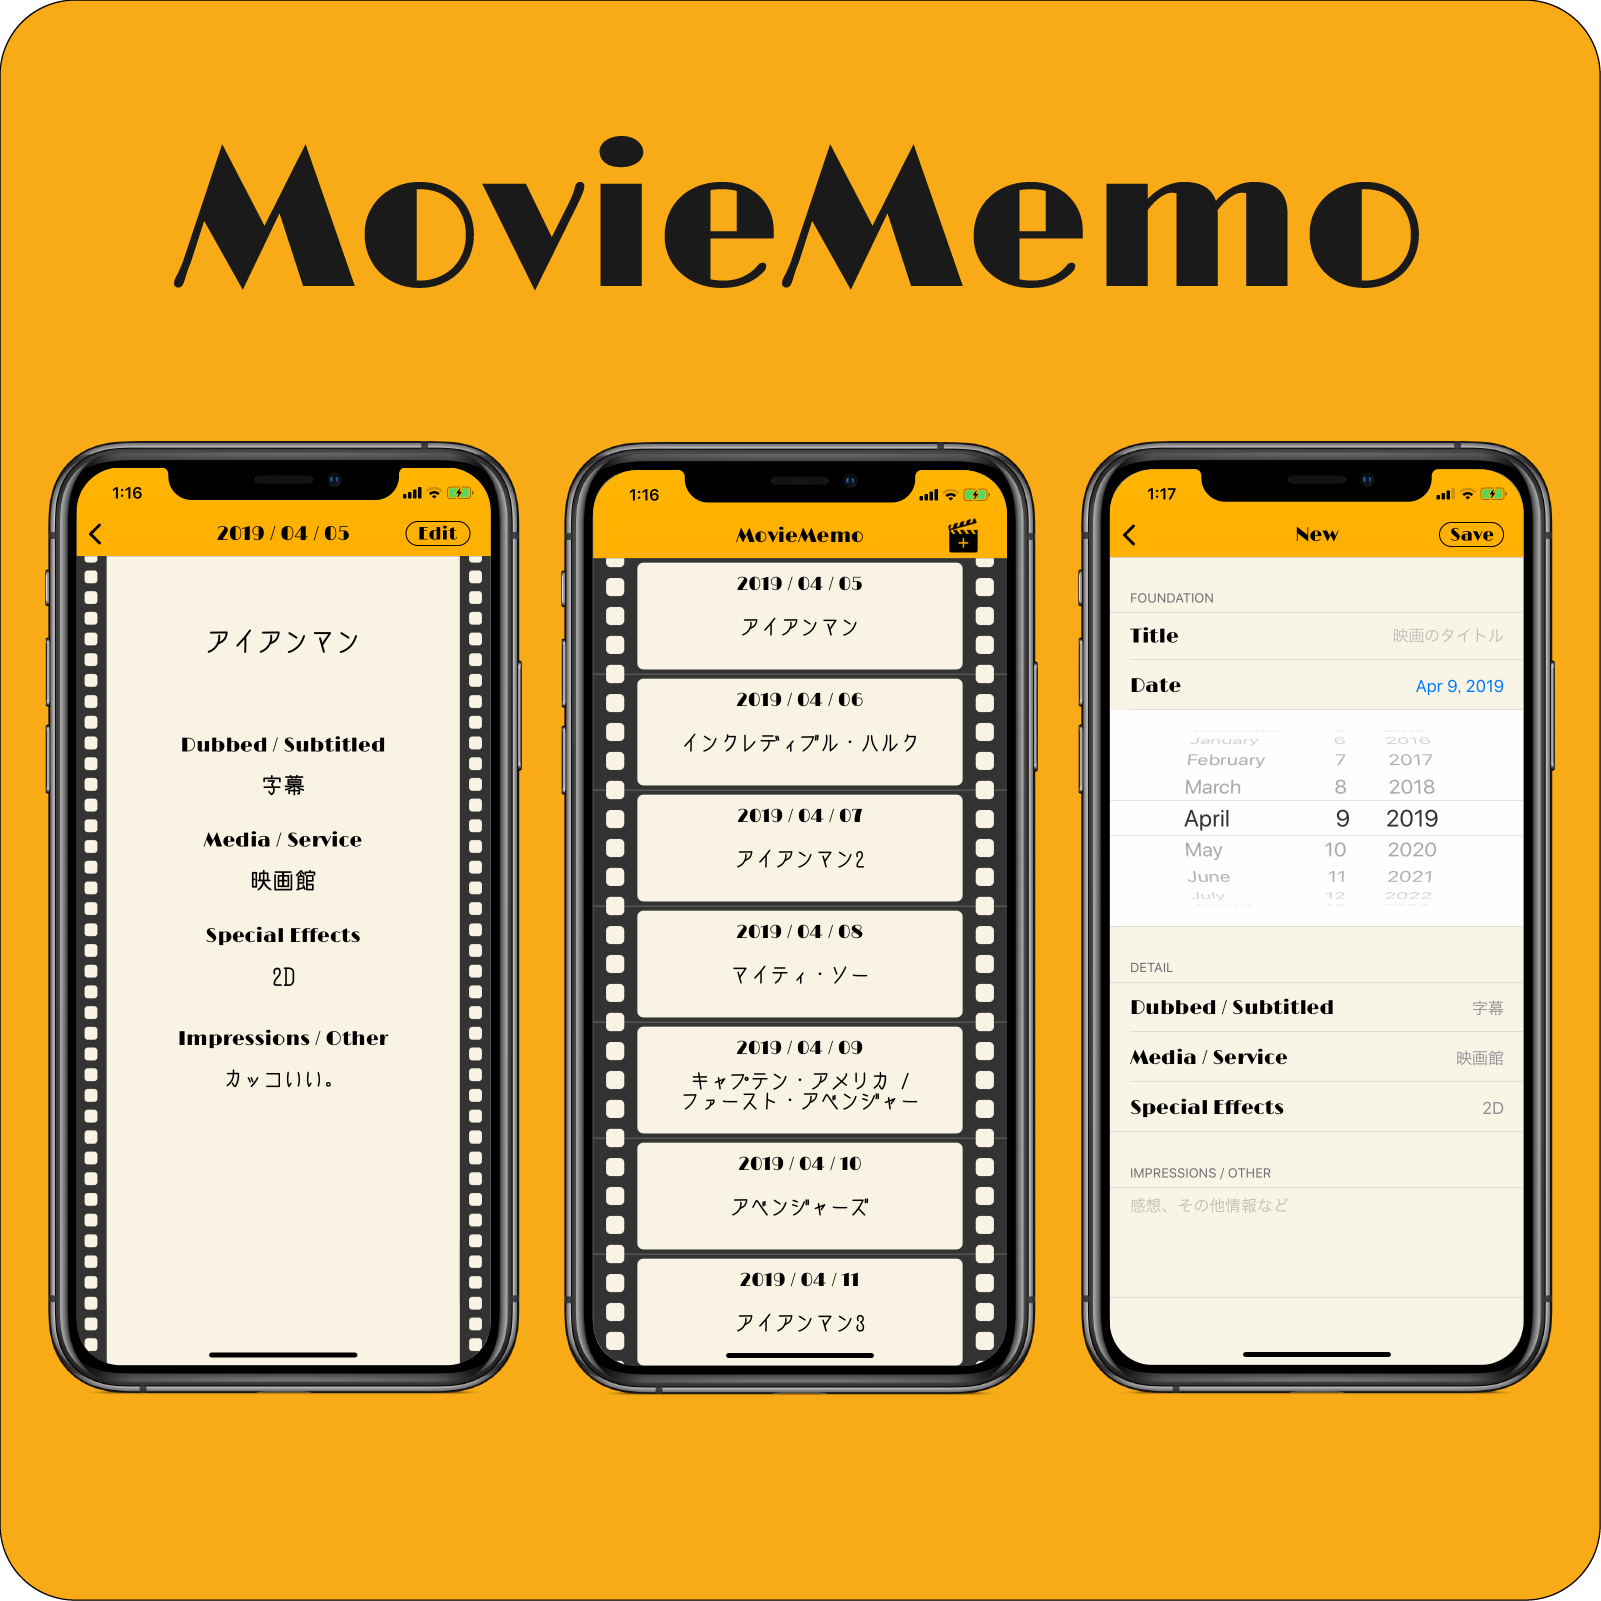 MovieMemo
1:16
2019 / 04 / 05
Edit
アイアンマン
Dubbed / Subtitled
字幕
Media / Service
映画館
Special Effects
2D
Impressions / Other
カッコいい。
1:16
MovieMemo
2019 / 04 / 05
アイアンマン
2019 / 04 / 06
インクレディブル・ハルク
2019 / 04 / 07
アイアンマン2
2019 / 04 / 08
マイティ・ソー
2019 / 04 / 09
キャプテン・アメリカ /
ファースト・アベンジャー
2019 / 04 / 10
アベンジャーズ
2019 / 04 / 11
アイアンマン3
1:17
New
Save
FOUNDATION
Title 映画のタイトル
Date Apr 9, 2019
January 6 2016
February 7 2017
March 8 2018
April 9 2019
May 10 2020
June 11 2021
July 12 2022
DETAIL
Dubbed / Subtitled 字幕
Media / Service 映画館
Special Effects 2D
IMPRESSIONS / OTHER
感想、その他情報など